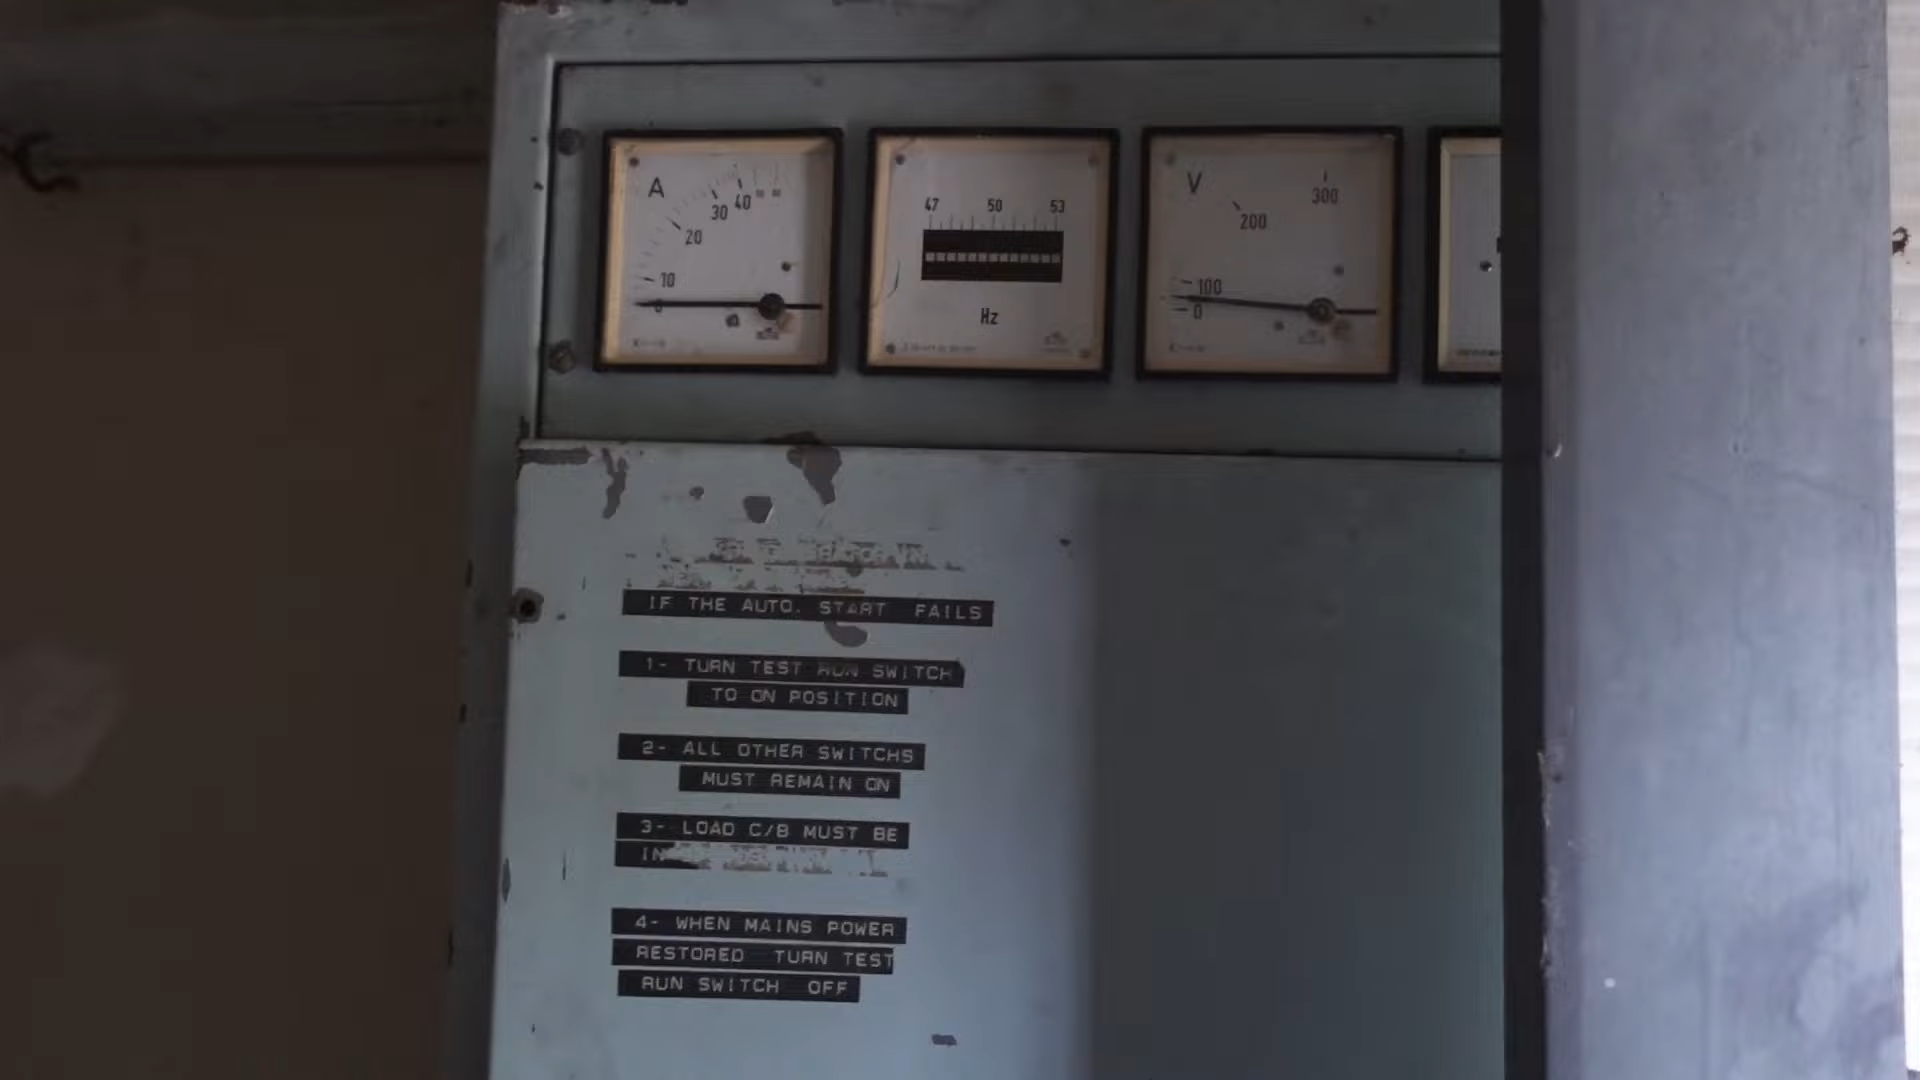 A
10
20
30
40
0
47 50 53
Hz
V
100
200
300
0
IF THE AUTO. START FAILS
1- TURN TEST RUN SWITCH
TO ON POSITION
2- ALL OTHER SWITCHS
MUST REMAIN ON
3- LOAD C/B MUST BE
IN
4- WHEN MAINS POWER
RESTORED TURN TEST
RUN SWITCH OFF